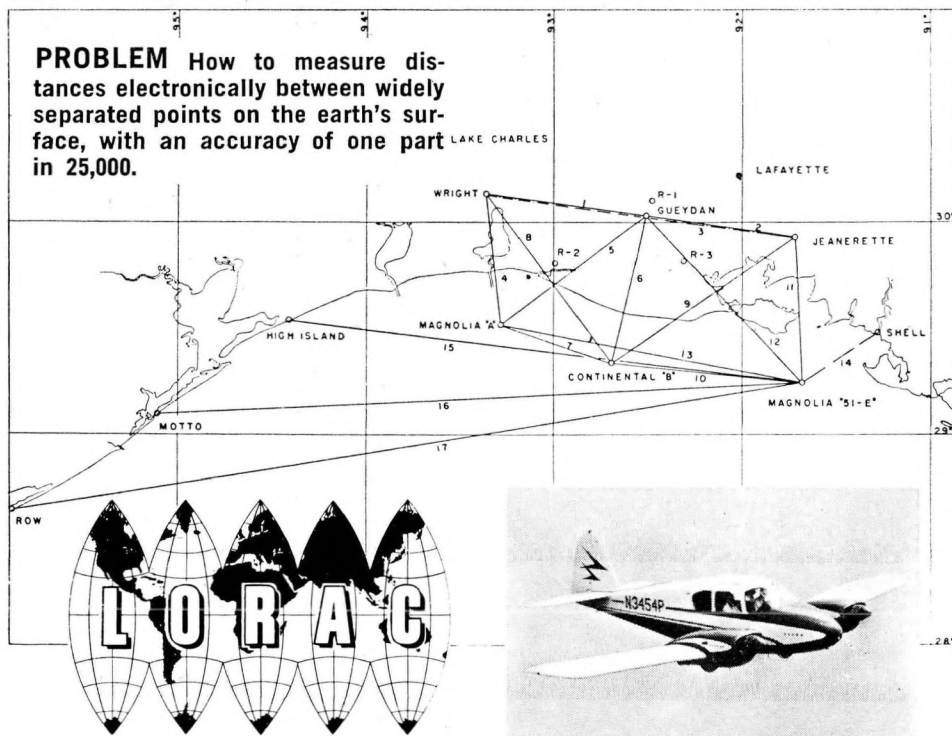 95°
94°
93°
92°
91°
PROBLEM How to measure dis-
tances electronically between widely
separated points on the earth's sur-
face, with an accuracy of one part
in 25,000.
LAKE CHARLES
LAFAYETTE
WRIGHT
R-1
GUEYDAN
1
3
2
30°
JEANERETTE
8
R-2
5
R-3
4
6
9
11
MAGNOLIA "A"
HIGH ISLAND
SHELL
7
13
12
14
15
CONTINENTAL "B"
10
MAGNOLIA "51-E"
16
MOTTO
29°
17
ROW
LORAC
N3454P
28°